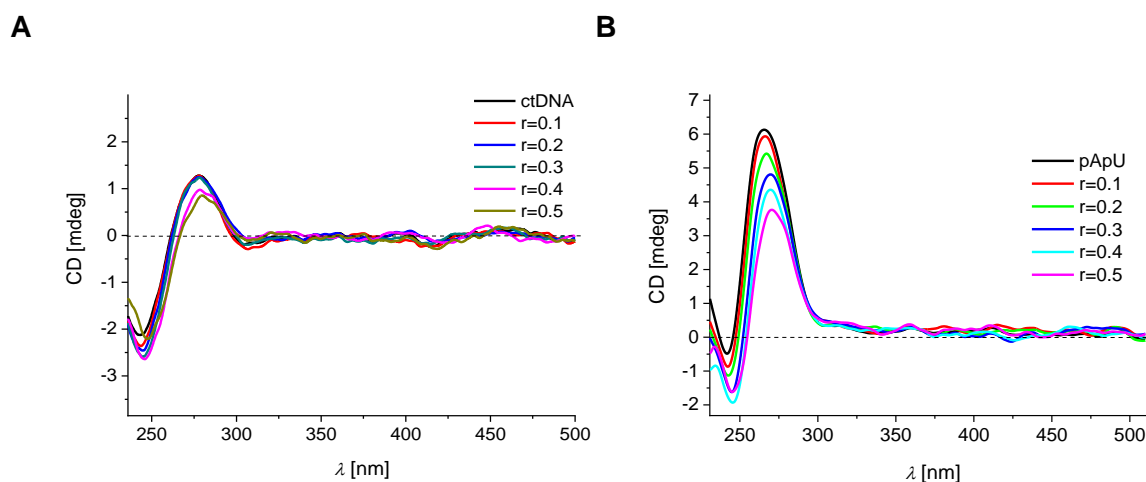 A
CD [mdeg]
2
1
0
-1
-2
-3
250 300 350 400 450 500
λ [nm]
ctDNA
r=0.1
r=0.2
r=0.3
r=0.4
r=0.5
B
CD [mdeg]
7
6
5
4
3
2
1
0
-1
-2
250 300 350 400 450 500
λ [nm]
pApU
r=0.1
r=0.2
r=0.3
r=0.4
r=0.5